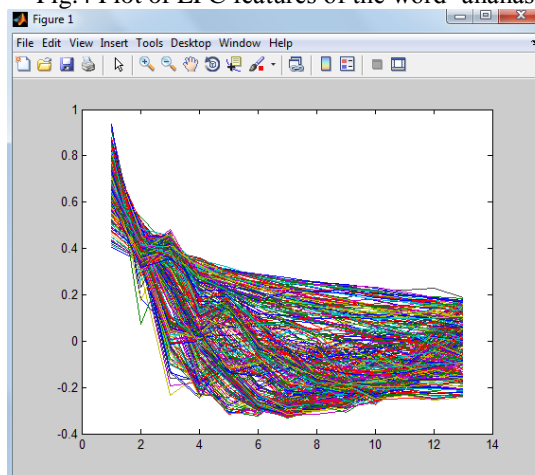 Fig.4 Plot of LPC features of the word 'ananas
Figure 1
File Edit View Insert Tools Desktop Window Help
1
0.8
0.6
0.4
0.2
0
-0.2
-0.4
0 2 4 6 8 10 12 14